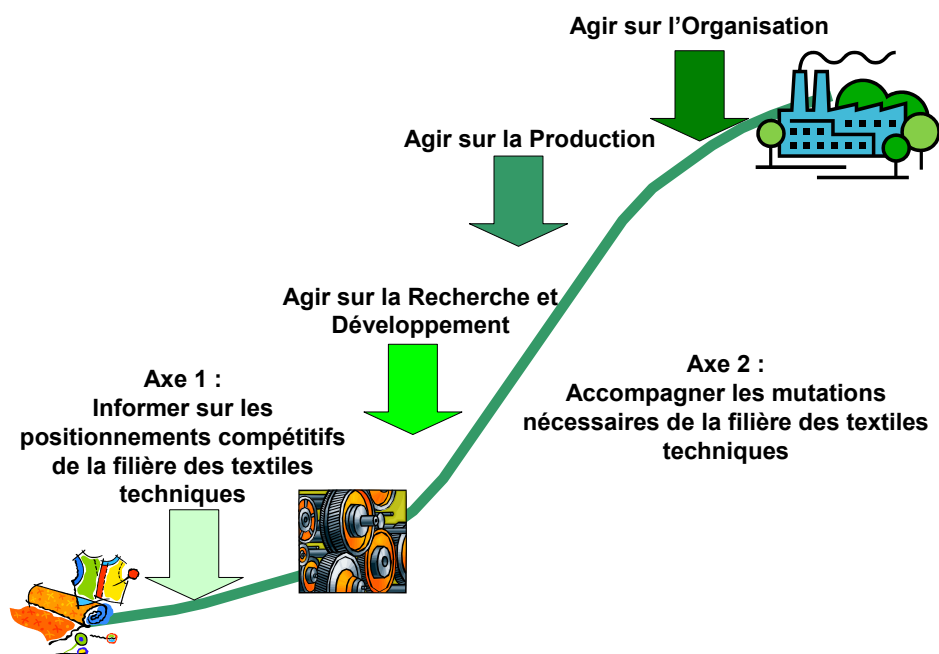 Agir sur l'Organisation
Agir sur la Production
Agir sur la Recherche et
Développement
Axe 1 :
Informer sur les
positionnements compétitifs
de la filière des textiles
techniques
Axe 2 :
Accompagner les mutations
nécessaires de la filière des textiles
techniques